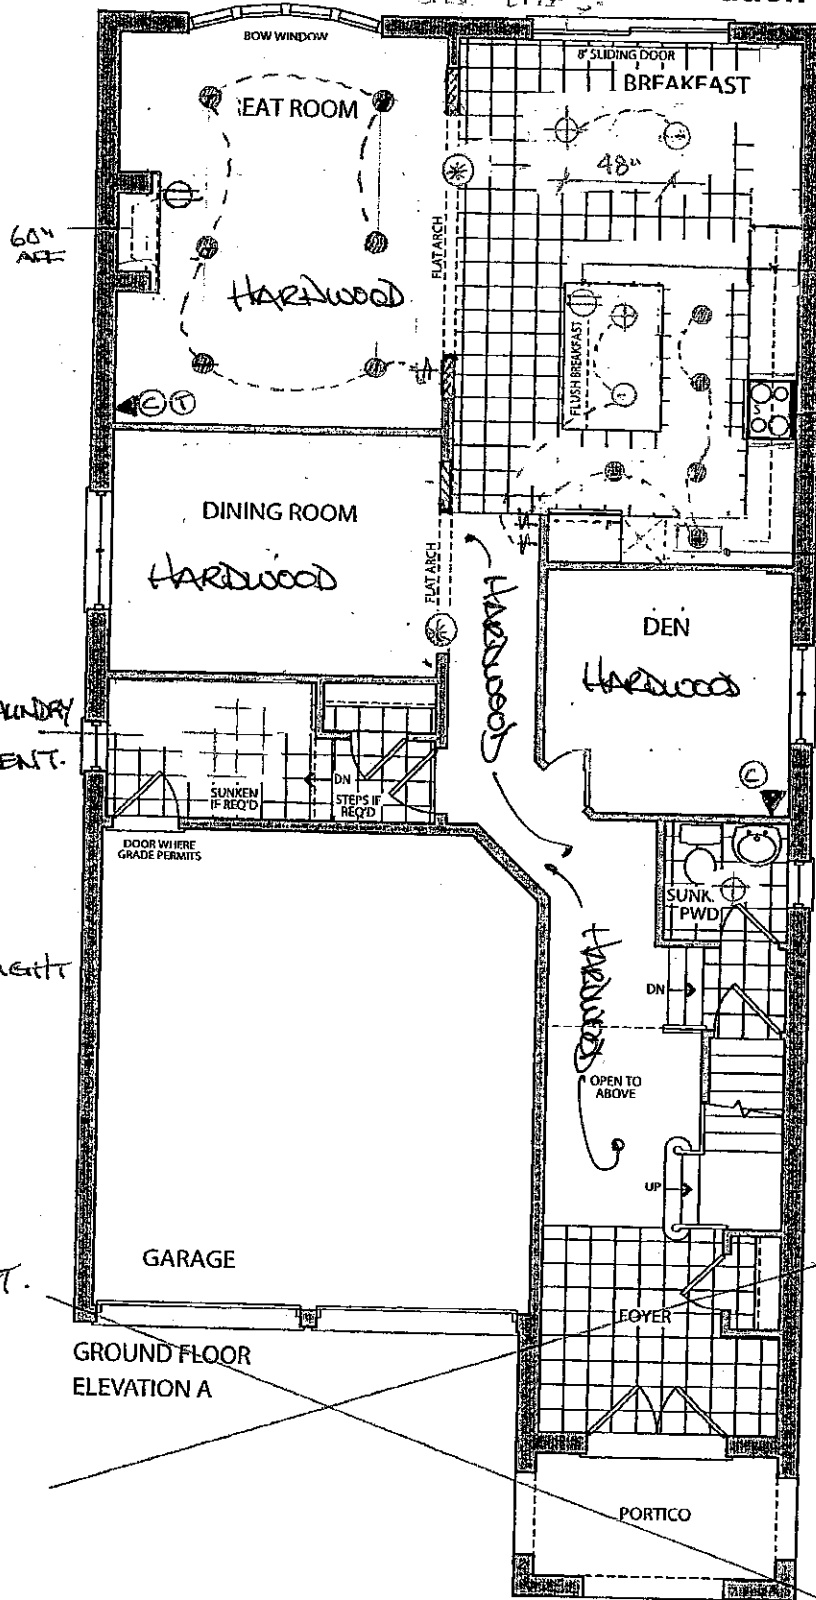 BOW WINDOW
8' SLIDING DOOR
EAT ROOM
BREAKFAST
48"
60"
AFF
FLAT ARCH
HARDWOOD
FLUSH BREAKFAST
C T
DINING ROOM
HARDWOOD
FLAT ARCH
HARDWOOD
DEN
HARDWOOD
C
AUNDRY
ENT.
SUNKEN
IF REQ'D
DN
STEPS IF
REQ'D
DOOR WHERE
GRADE PERMITS
SUNK.
PWD
HARDWOOD
DN
OPEN TO
ABOVE
UP
GARAGE
T.
FOYER
GROUND FLOOR
ELEVATION A
PORTICO